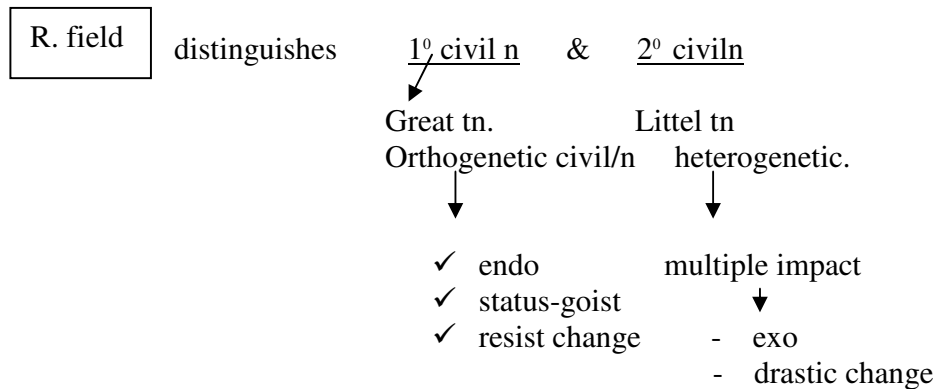 R. field distinguishes 1⁰ civil n & 2⁰ civiln
Great tn. Littel tn
Orthogenetic civil/n heterogenetic.
✓ endo multiple impact
✓ status-goist
✓ resist change - exo
- drastic change